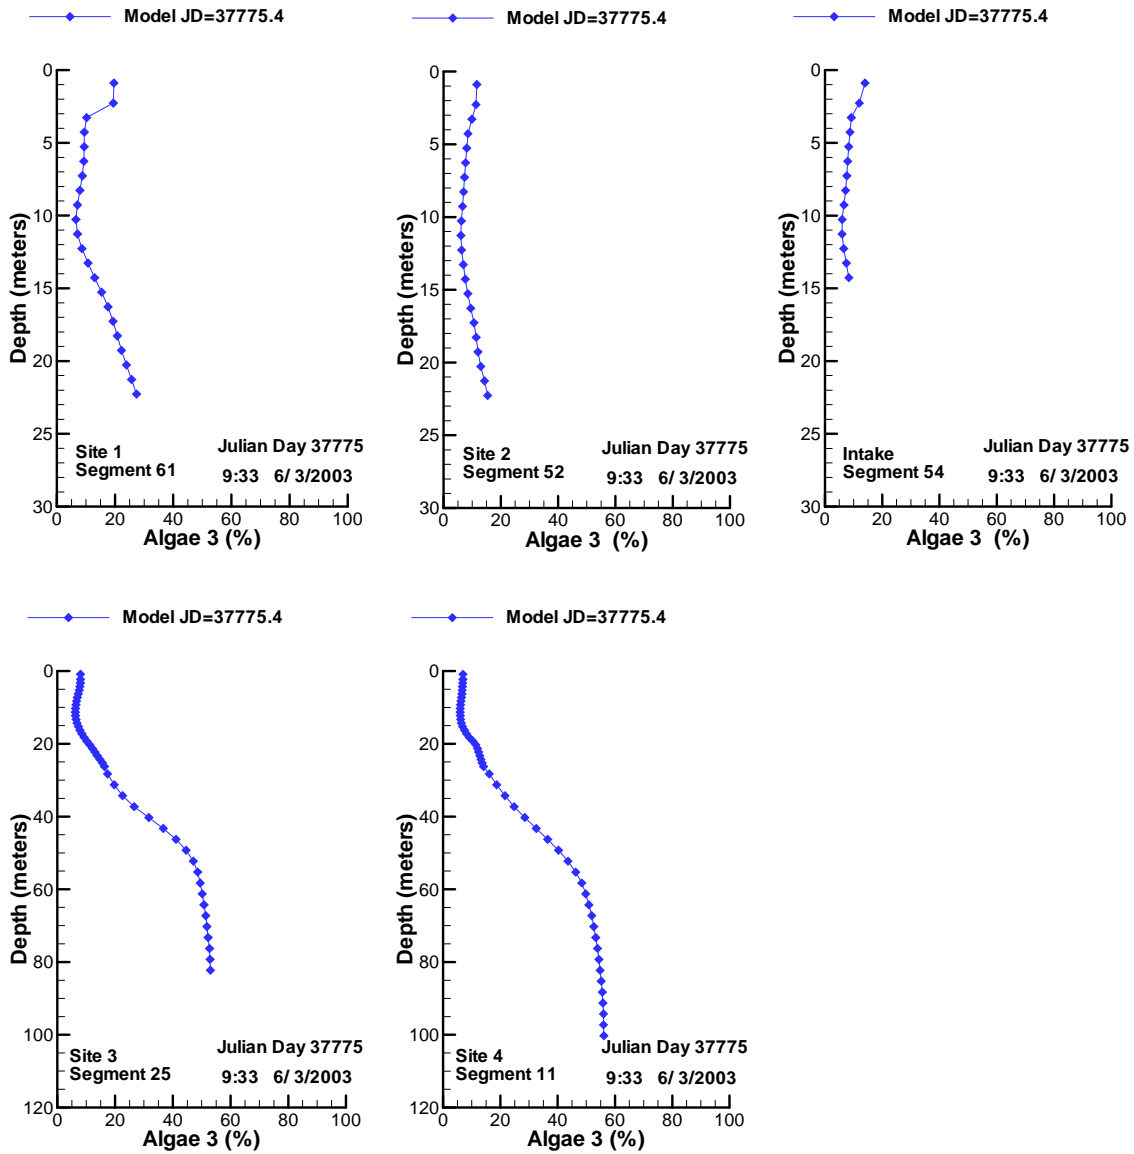 Model JD=37775.4
0
5
10
15
20
25
30
Depth (meters)
Site 1
Segment 61
Julian Day 37775
9:33 6/ 3/2003
0 20 40 60 80 100
Algae 3 (%)
Model JD=37775.4
0
5
10
15
20
25
30
Depth (meters)
Site 2
Segment 52
Julian Day 37775
9:33 6/ 3/2003
0 20 40 60 80 100
Algae 3 (%)
Model JD=37775.4
0
5
10
15
20
25
30
Depth (meters)
Intake
Segment 54
Julian Day 37775
9:33 6/ 3/2003
0 20 40 60 80 100
Algae 3 (%)
Model JD=37775.4
0
20
40
60
80
100
120
Depth (meters)
Site 3
Segment 25
Julian Day 37775
9:33 6/ 3/2003
0 20 40 60 80 100
Algae 3 (%)
Model JD=37775.4
0
20
40
60
80
100
120
Depth (meters)
Site 4
Segment 11
Julian Day 37775
9:33 6/ 3/2003
0 20 40 60 80 100
Algae 3 (%)